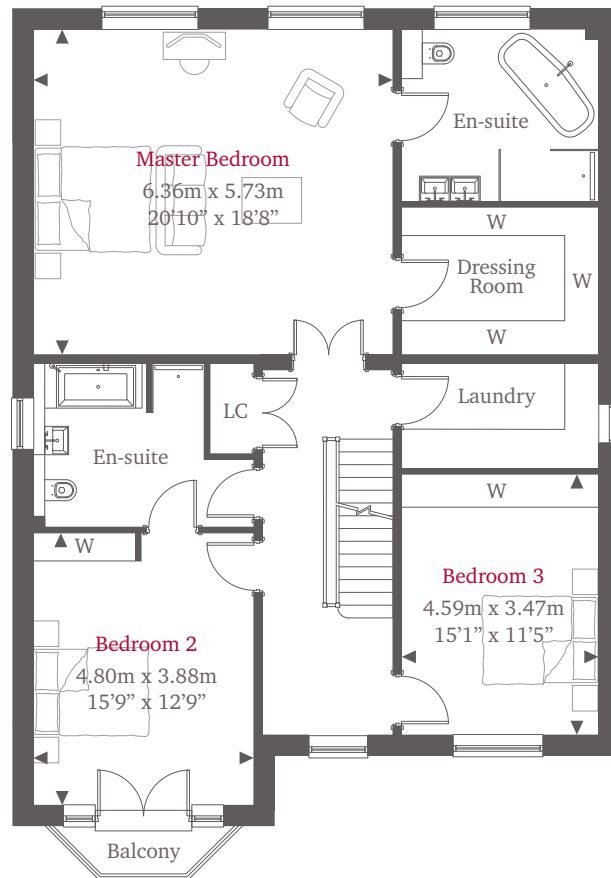 En-suite
Master Bedroom
6.36m x 5.73m
20’10” x 18’8”
W
Dressing
Room
W
W
LC
Laundry
En-suite
W
W
Bedroom 3
4.59m x 3.47m
15’1” x 11’5”
Bedroom 2
4.80m x 3.88m
15’9” x 12’9”
Balcony